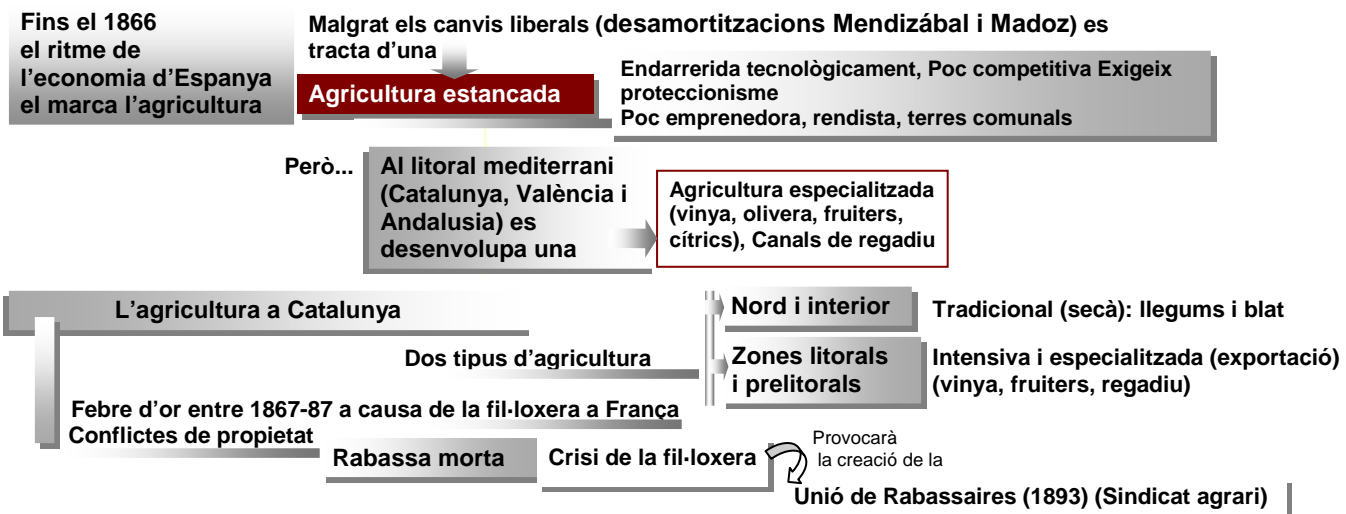 Fins el 1866
el ritme de
l'economia d'Espanya
el marca l'agricultura
Malgrat els canvis liberals (desamortitzacions Mendizábal i Madoz) es
tracta d'una
Agricultura estancada
Endarrerida tecnològicament, Poc competitiva Exigeix
proteccionisme
Poc emprenedora, rendista, terres comunals
Però...
Al litoral mediterrani
(Catalunya, València i
Andalusia) es
desenvolupa una
Agricultura especialitzada
(vinya, olivera, fruiters,
cítrics), Canals de regadiu
L'agricultura a Catalunya
Dos tipus d'agricultura
Nord i interior
Tradicional (secà): llegums i blat
Zones litorals
i prelitorals
Intensiva i especialitzada (exportació)
(vinya, fruiters, regadiu)
Febre d'or entre 1867-87 a causa de la fil·loxera a França
Conflictes de propietat
Rabassa morta
Crisi de la fil·loxera
Provocarà
la creació de la
Unió de Rabassaires (1893) (Sindicat agrari)